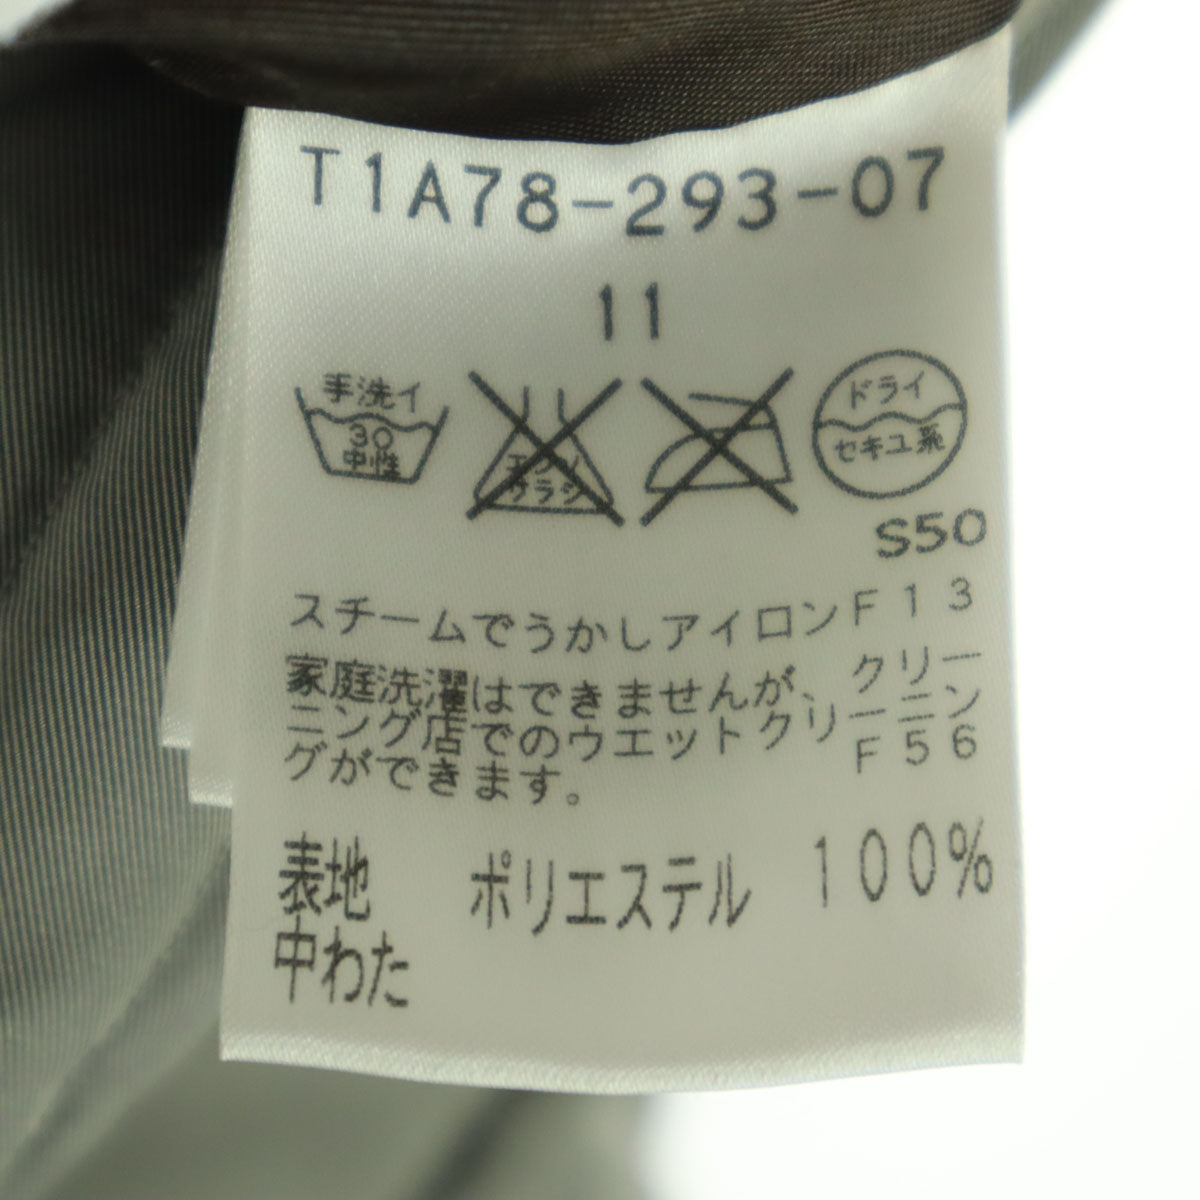 T1A78-293-07
11
手洗イ
30
中性
エンソ
サラシ
ドライ
セキユ系
S50
スチームでうかしアイロン F13
家庭洗濯はできませんが、クリー
ニング店でのウエットクリーニン
グができます。 F56
表地 ポリエステル 100%
中わた